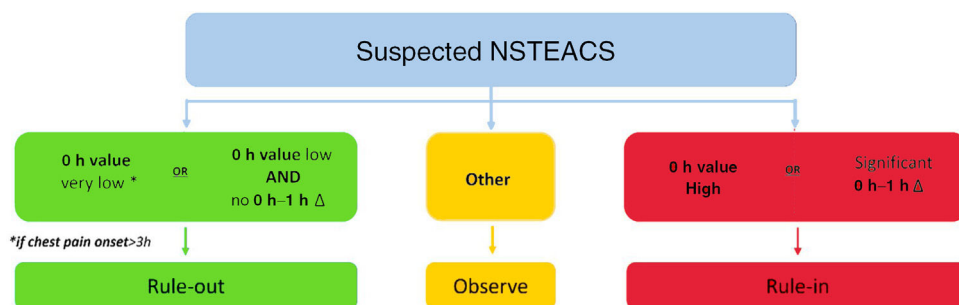 Suspected NSTEACS
0 h value
very low *
OR
0 h value low
AND
no 0 h–1 h Δ
Other
0 h value
High
OR
Significant
0 h–1 h Δ
*if chest pain onset>3h
Rule-out
Observe
Rule-in